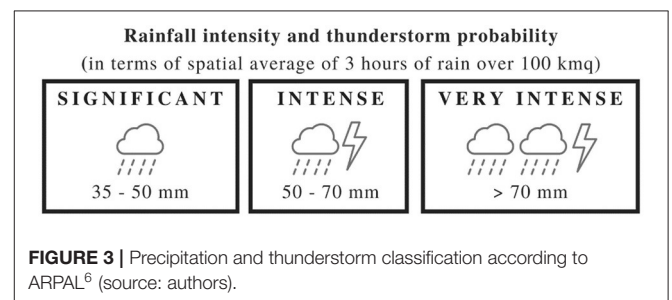 Rainfall intensity and thunderstorm probability
(in terms of spatial average of 3 hours of rain over 100 kmq)
SIGNIFICANT
35 - 50 mm
INTENSE
50 - 70 mm
VERY INTENSE
> 70 mm
FIGURE 3 | Precipitation and thunderstorm classification according to
ARPAL⁶ (source: authors).